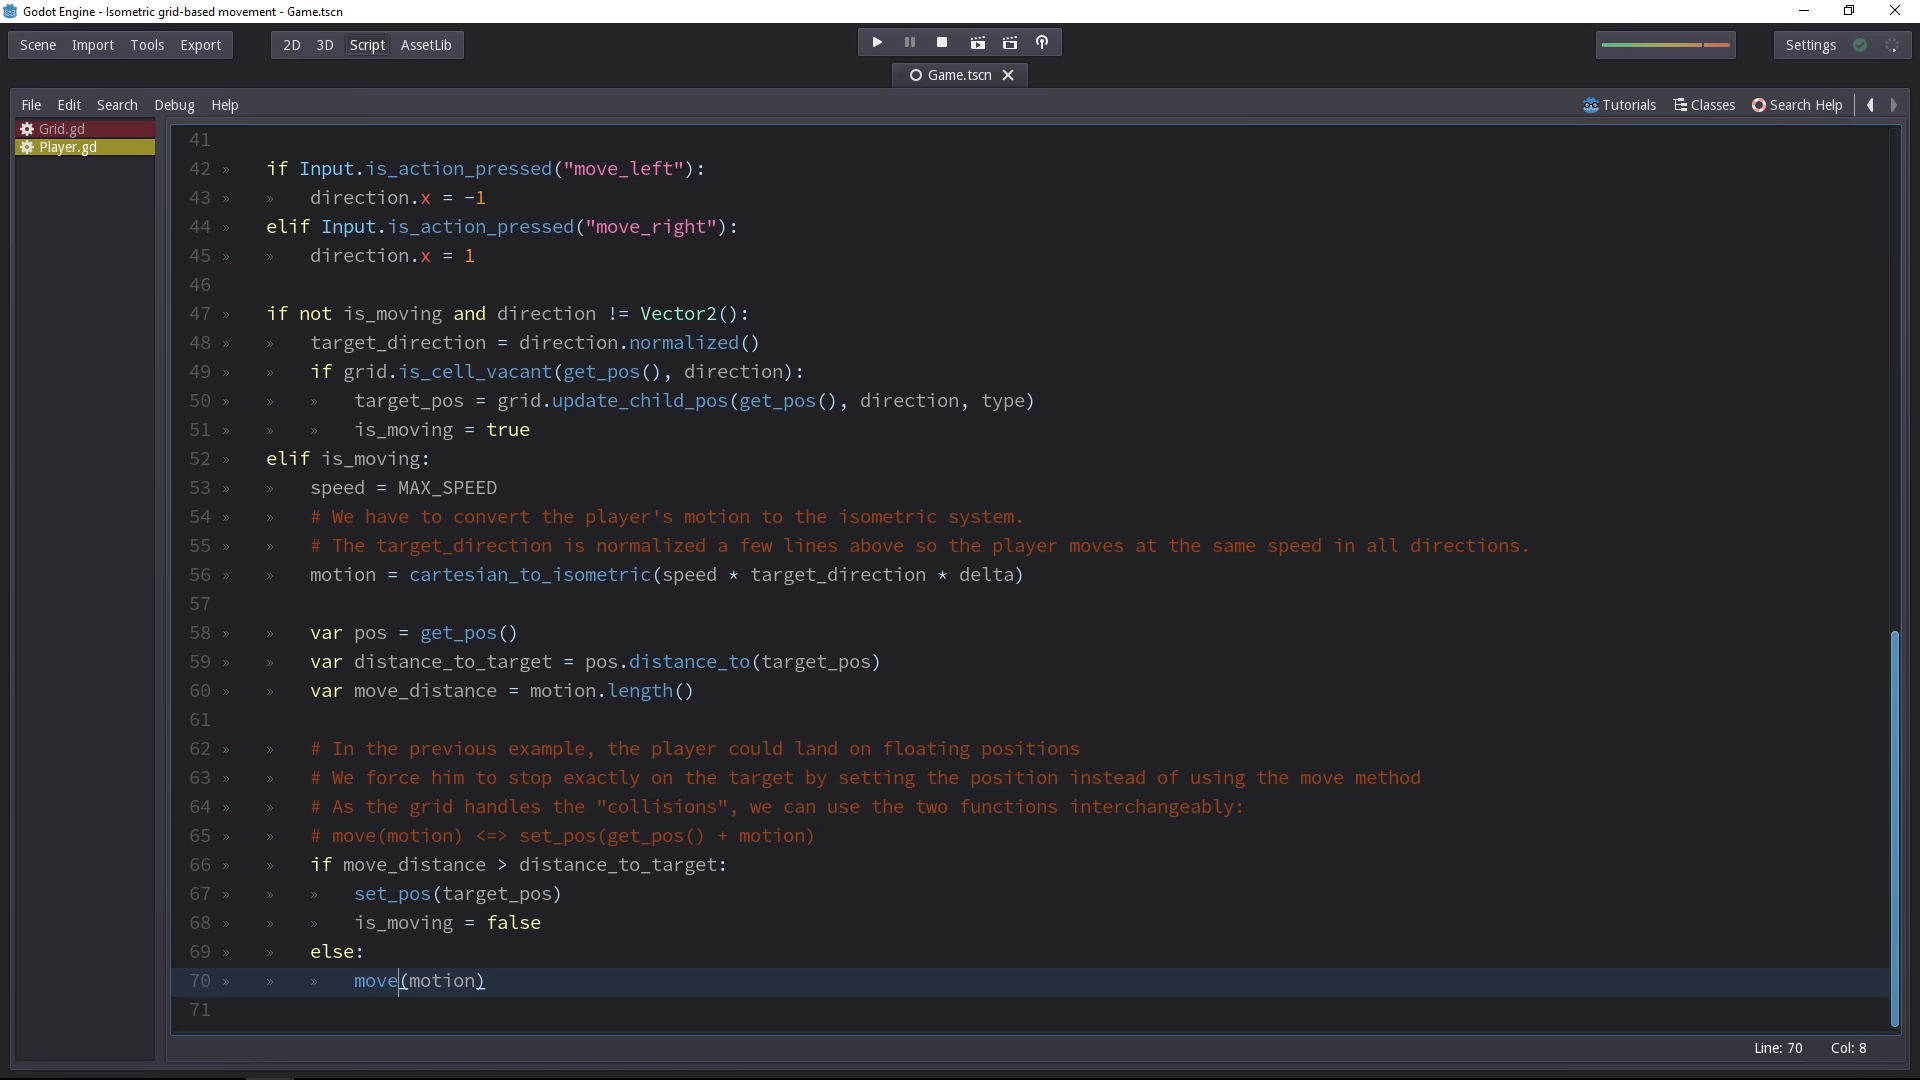 Godot Engine - Isometric grid-based movement - Game.tscn
Scene Import Tools Export 2D 3D Script AssetLib Settings
Game.tscn
File Edit Search Debug Help Tutorials Classes Search Help
Grid.gd
Player.gd
41
42 » if Input.is_action_pressed("move_left"):
43 » » direction.x = -1
44 » elif Input.is_action_pressed("move_right"):
45 » » direction.x = 1
46
47 » if not is_moving and direction != Vector2():
48 » » target_direction = direction.normalized()
49 » » if grid.is_cell_vacant(get_pos(), direction):
50 » » » target_pos = grid.update_child_pos(get_pos(), direction, type)
51 » » » is_moving = true
52 » elif is_moving:
53 » » speed = MAX_SPEED
54 » » # We have to convert the player's motion to the isometric system.
55 » » # The target_direction is normalized a few lines above so the player moves at the same speed in all directions.
56 » » motion = cartesian_to_isometric(speed * target_direction * delta)
57
58 » » var pos = get_pos()
59 » » var distance_to_target = pos.distance_to(target_pos)
60 » » var move_distance = motion.length()
61
62 » » # In the previous example, the player could land on floating positions
63 » » # We force him to stop exactly on the target by setting the position instead of using the move method
64 » » # As the grid handles the "collisions", we can use the two functions interchangeably:
65 » » # move(motion) <=> set_pos(get_pos() + motion)
66 » » if move_distance > distance_to_target:
67 » » » set_pos(target_pos)
68 » » » is_moving = false
69 » » else:
70 » » » move(motion)
71
Line: 70 Col: 8